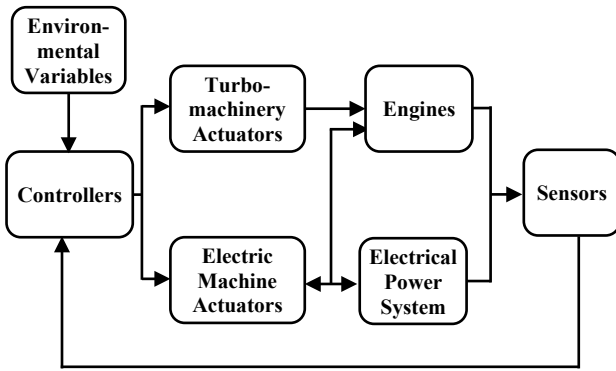 Environ-
mental
Variables
Turbo-
machinery
Actuators
Engines
Controllers
Sensors
Electric
Machine
Actuators
Electrical
Power
System